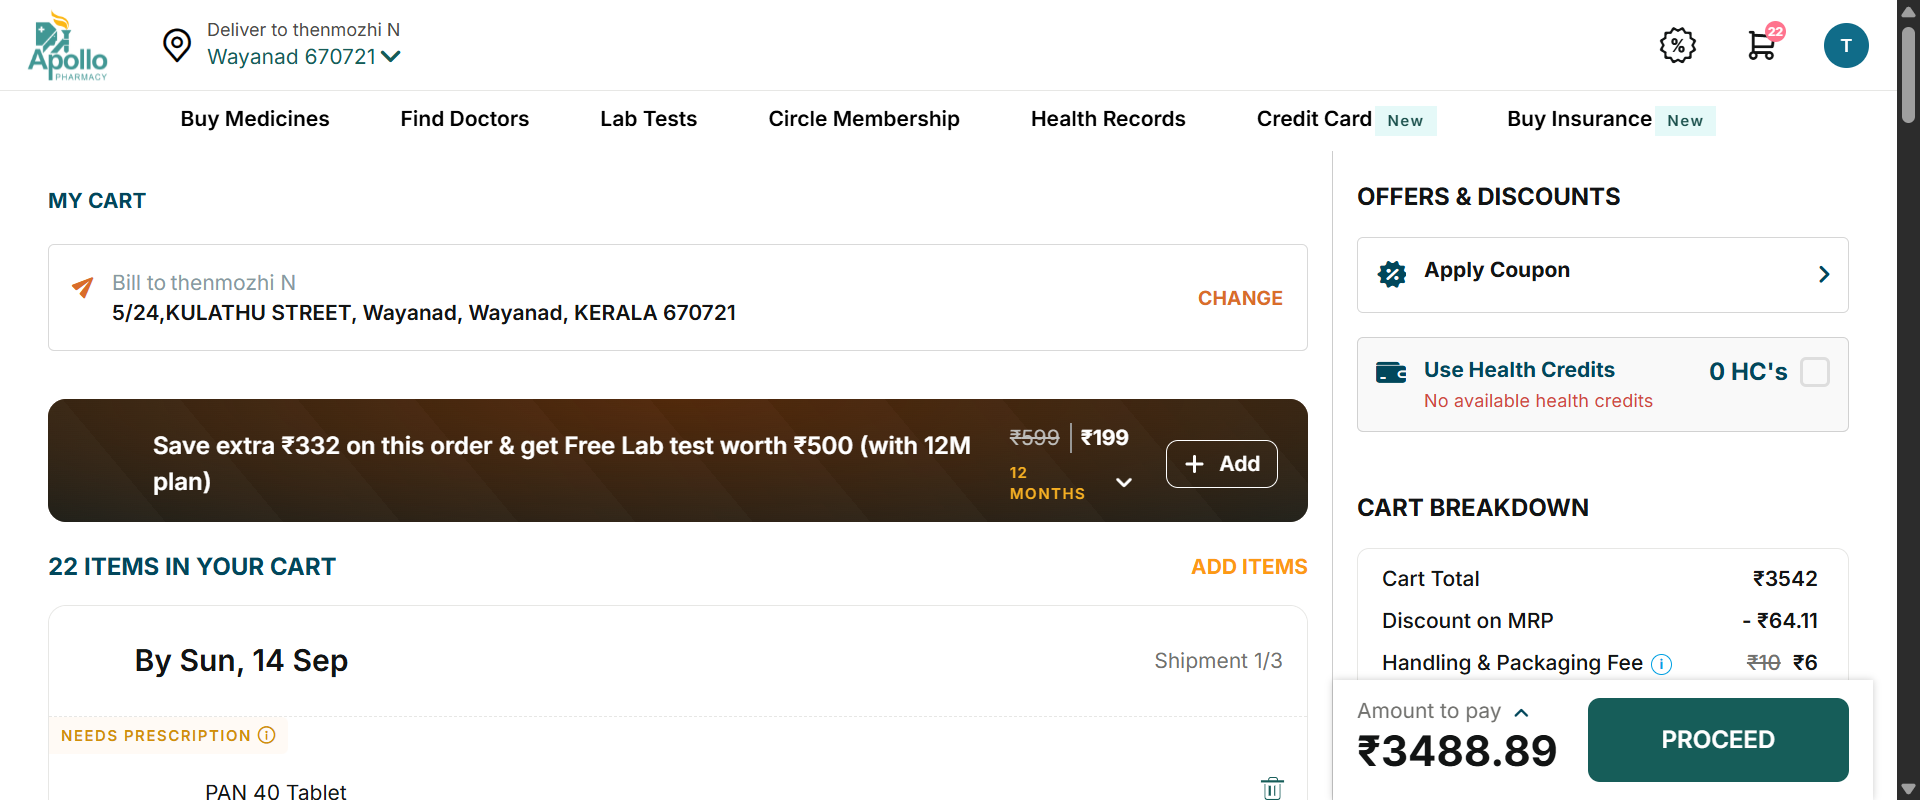 Apollo
PHARMACY
Deliver to thenmozhi N
Wayanad 670721
%
22
T
Buy Medicines
Find Doctors
Lab Tests
Circle Membership
Health Records
Credit Card New
Buy Insurance New
MY CART
Bill to thenmozhi N
5/24,KULATHU STREET, Wayanad, Wayanad, KERALA 670721
CHANGE
Save extra ₹332 on this order & get Free Lab test worth ₹500 (with 12M
plan)
₹599 ₹199
12
MONTHS
+ Add
22 ITEMS IN YOUR CART
ADD ITEMS
By Sun, 14 Sep
Shipment 1/3
NEEDS PRESCRIPTION
PAN 40 Tablet
OFFERS & DISCOUNTS
Apply Coupon
Use Health Credits
0 HC's
No available health credits
CART BREAKDOWN
Cart Total ₹3542
Discount on MRP - ₹64.11
Handling & Packaging Fee ₹10 ₹6
Amount to pay
₹3488.89
PROCEED